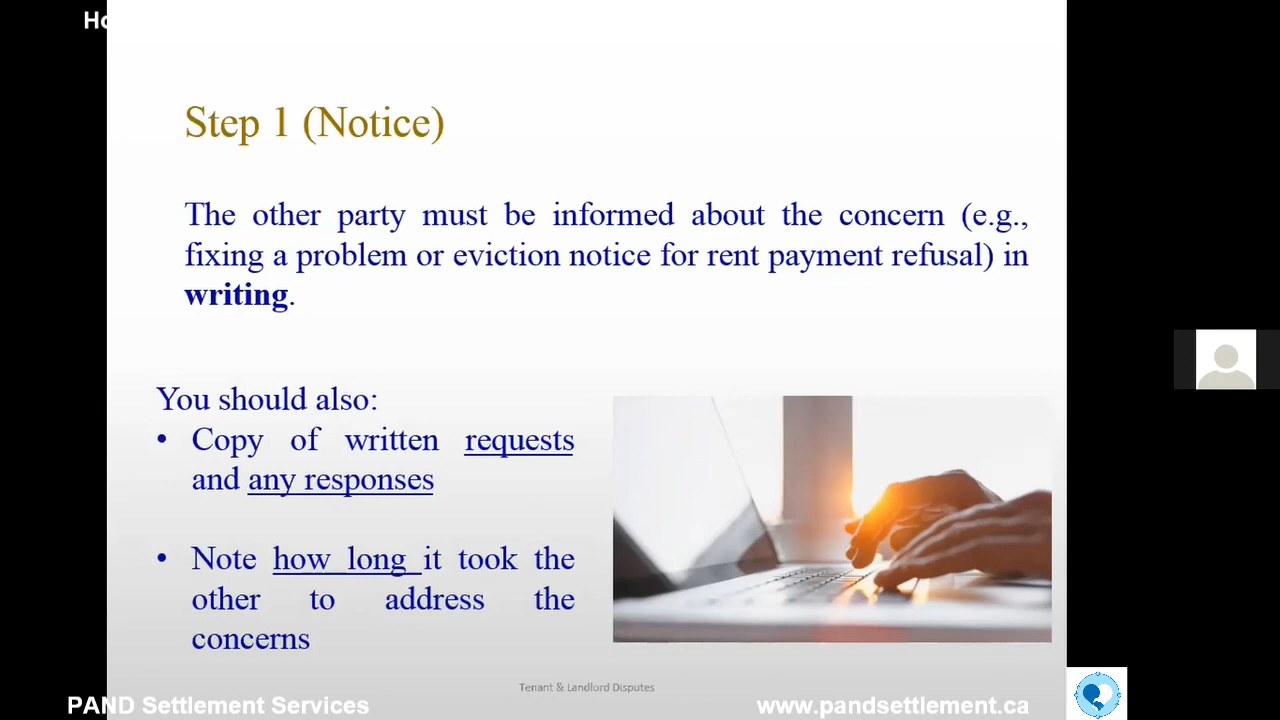 Ho
Step 1 (Notice)
The other party must be informed about the concern (e.g.,
fixing a problem or eviction notice for rent payment refusal) in
writing.
You should also:
• Copy of written requests
and any responses
• Note how long it took the
other to address the
concerns
Tenant & Landlord Disputes
PAND Settlement Services
www.pandsettlement.ca